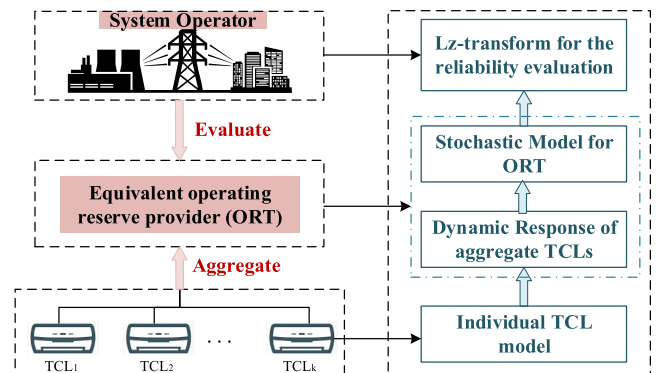 System Operator
Evaluate
Equivalent operating
reserve provider (ORT)
Aggregate
TCL₁
TCL₂
. . .
TCLₖ
Lz-transform for the
reliability evaluation
Stochastic Model for
ORT
Dynamic Response of
aggregate TCLs
Individual TCL
model